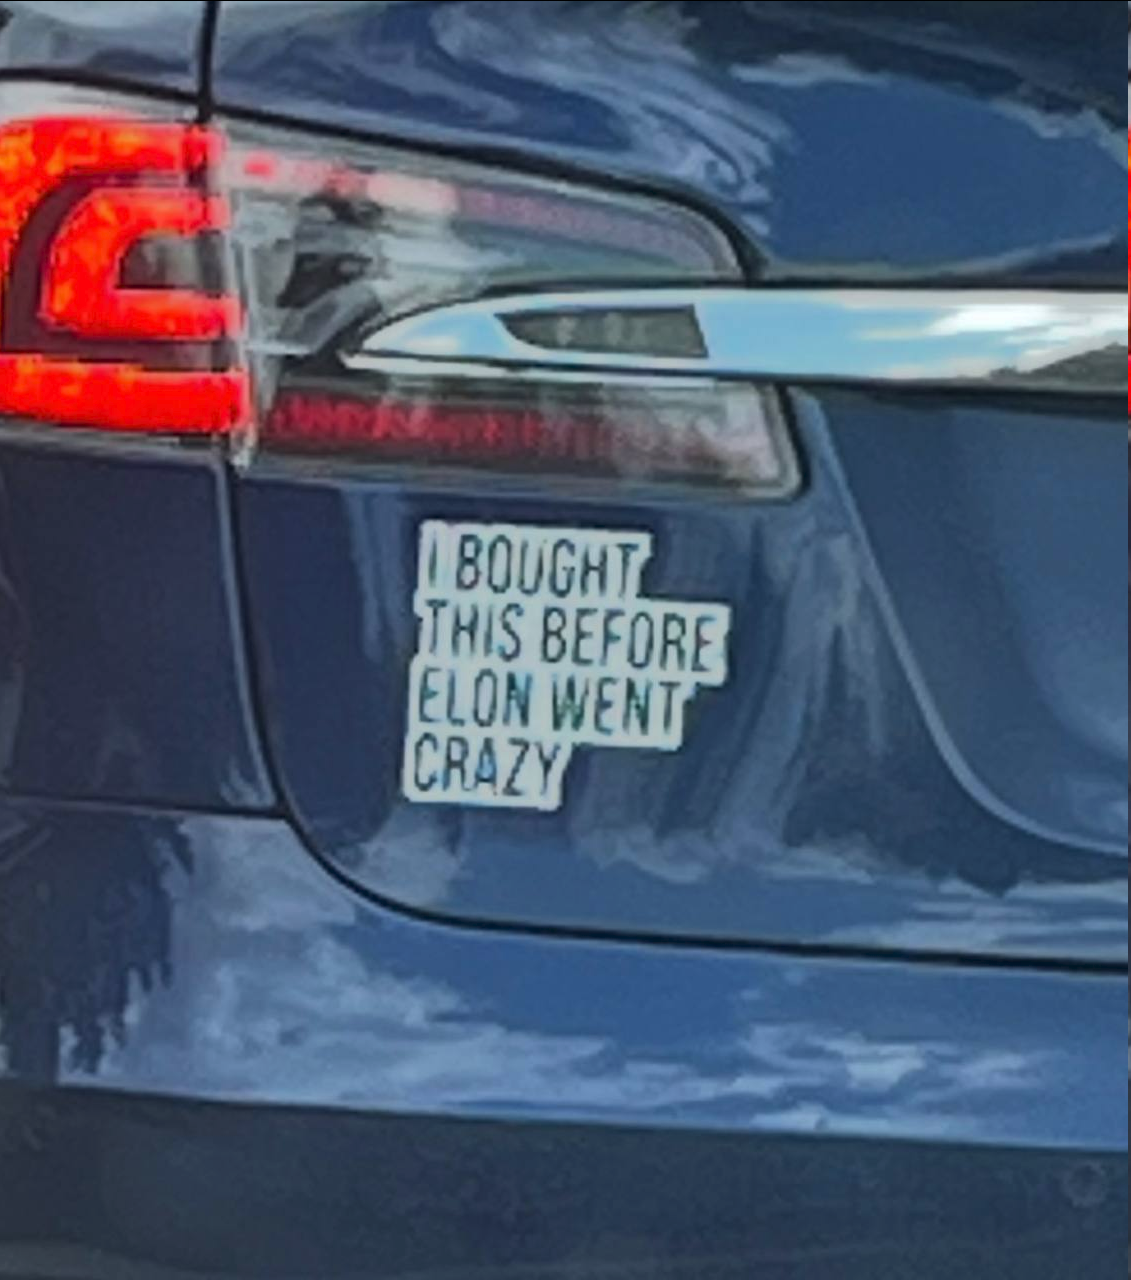 I BOUGHT
THIS BEFORE
ELON WENT
CRAZY